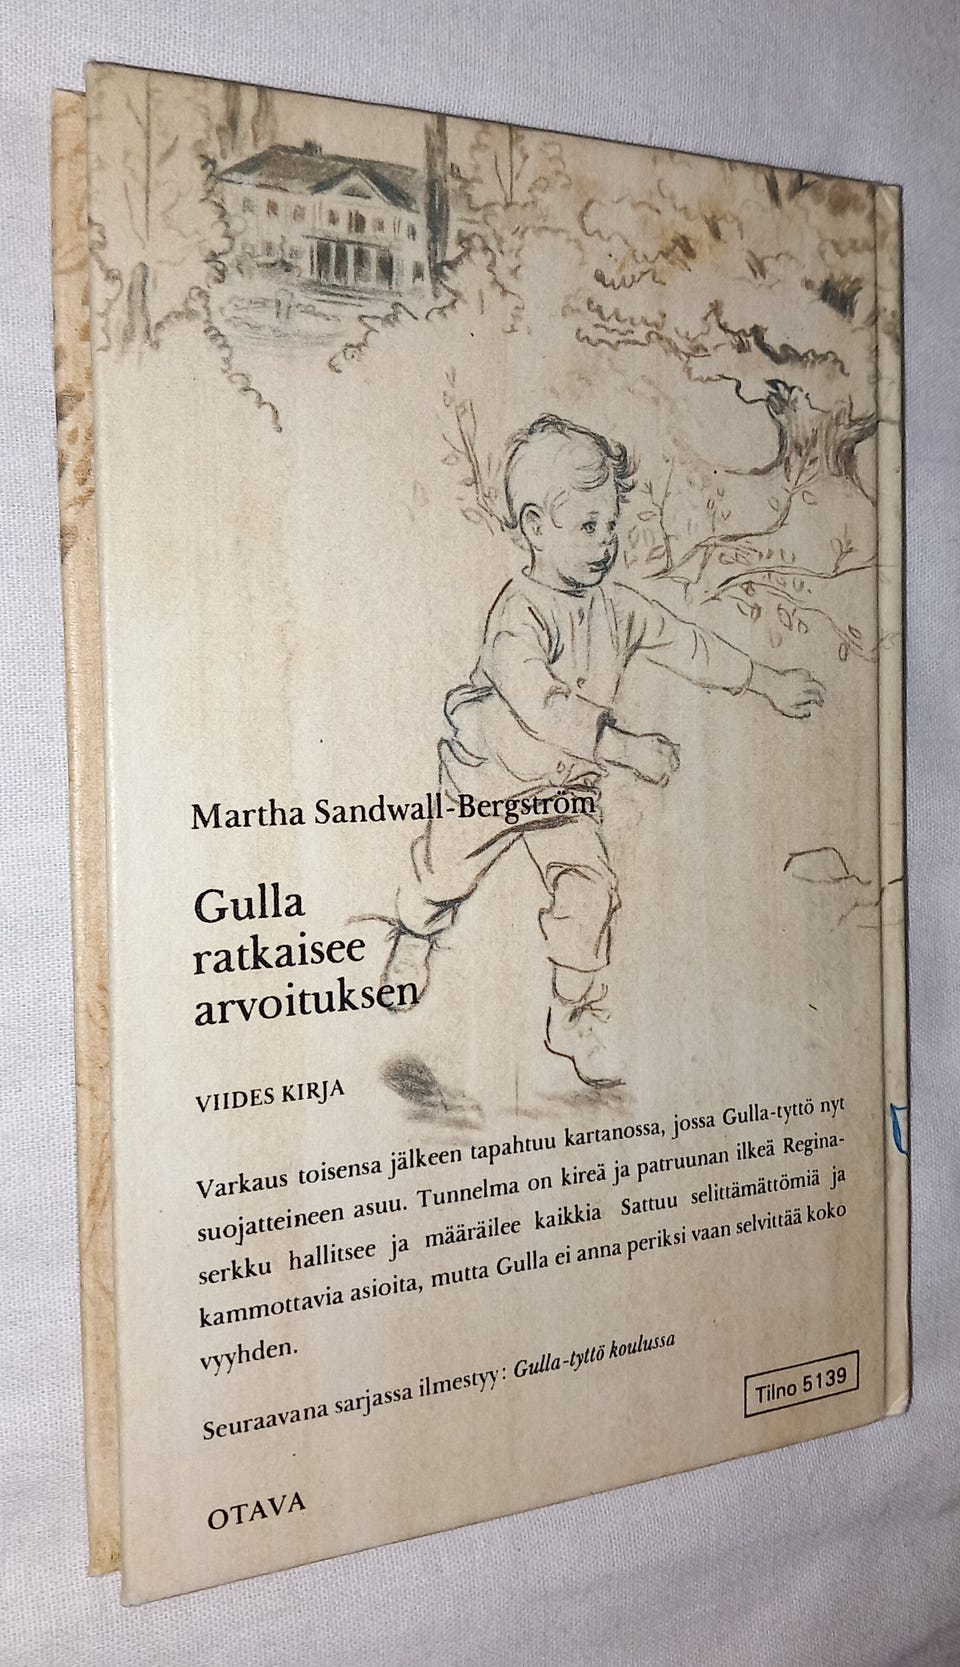 Martha Sandwall-Bergström
Gulla
ratkaisee
arvoituksen
VIIDES KIRJA
Varkaus toisensa jälkeen tapahtuu kartanossa, jossa Gulla-tyttö nyt
suojatteineen asuu. Tunnelma on kireä ja patruunan ilkeä Regina-
serkku hallitsee ja määräilee kaikkia Sattuu selittämättömiä ja
kammottavia asioita, mutta Gulla ei anna periksi vaan selvittää koko
vyyhden.
Seuraavana sarjassa ilmestyy: Gulla-tyttö koulussa
Tilno 5139
OTAVA